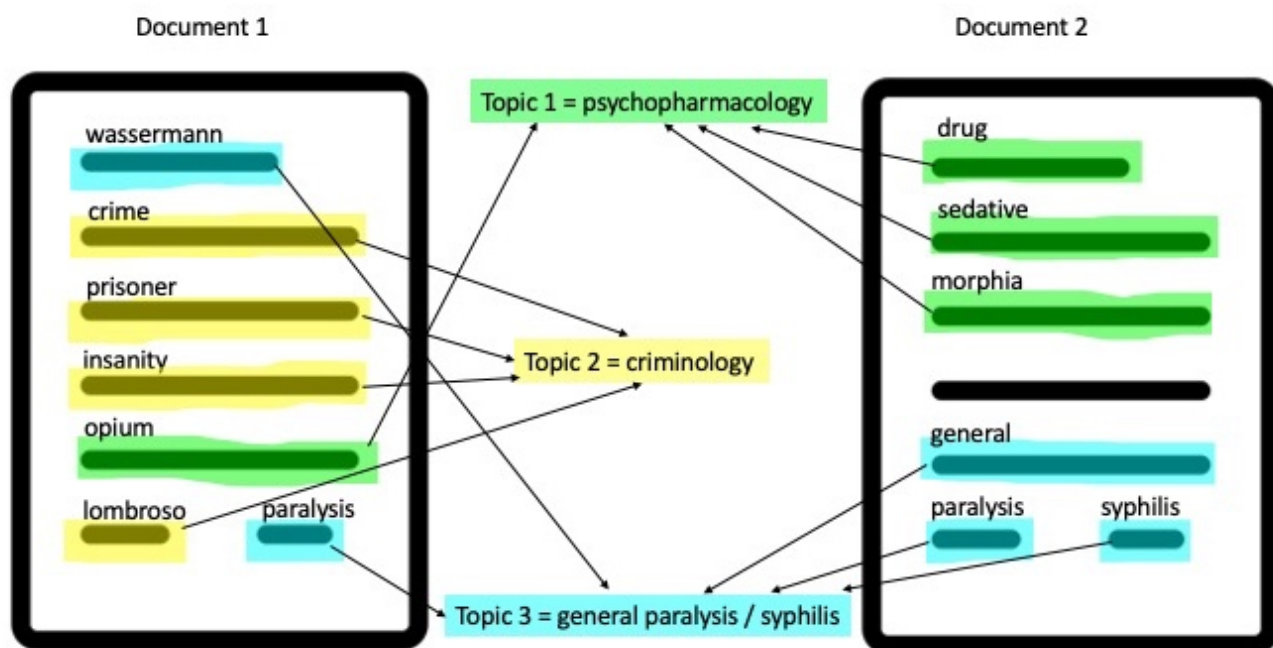 Document 1
wassermann
crime
prisoner
insanity
opium
lombroso paralysis
Topic 1 = psychopharmacology
Topic 2 = criminology
Topic 3 = general paralysis / syphilis
Document 2
drug
sedative
morphia
general
paralysis syphilis